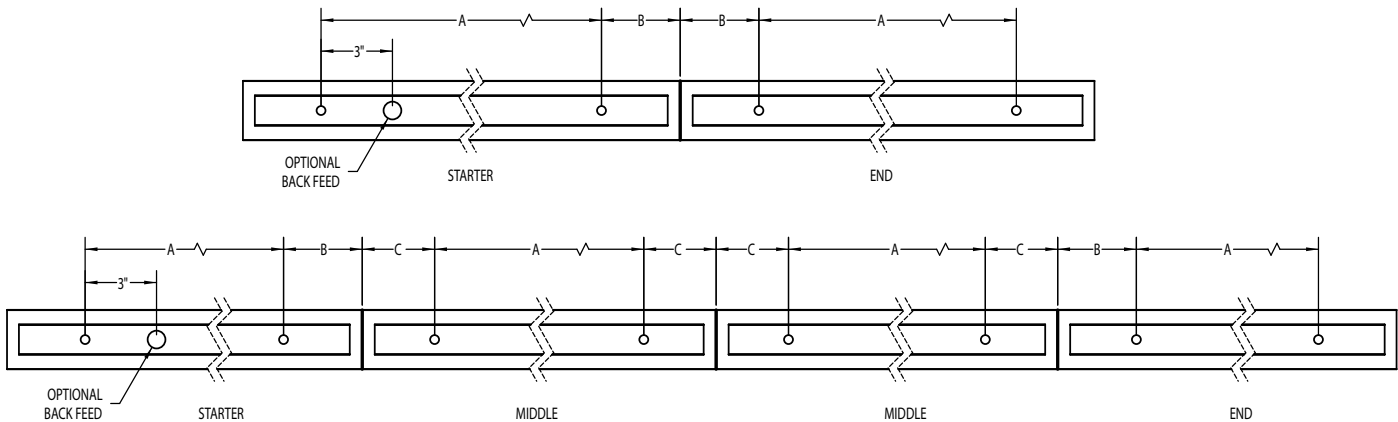 A B B A
3"
OPTIONAL
BACK FEED
STARTER END
A B C A C C A C B A
3"
OPTIONAL
BACK FEED
STARTER MIDDLE MIDDLE END